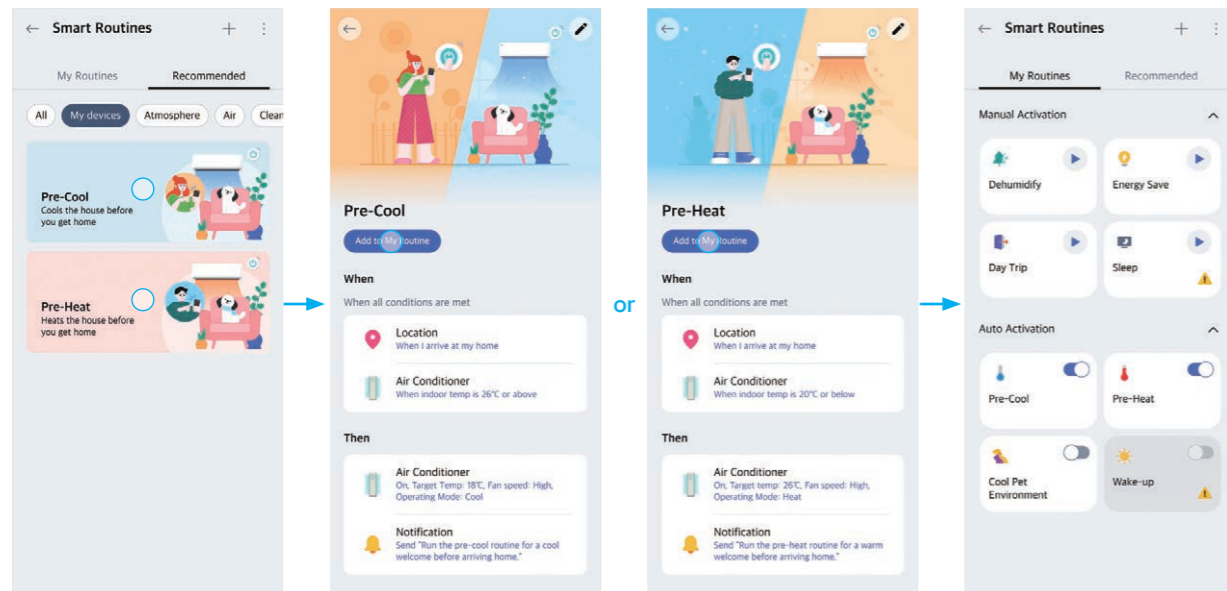 ← Smart Routines + ⋮
My Routines Recommended
All My devices Atmosphere Air Clean
Pre-Cool
Cools the house before
you get home
Pre-Heat
Heats the house before
you get home
Pre-Cool
Add to My Routine
When
When all conditions are met
Location
When I arrive at my home
Air Conditioner
When indoor temp is 26℃ or above
Then
Air Conditioner
On, Target Temp: 18℃, Fan speed: High,
Operating Mode: Cool
Notification
Send "Run the pre-cool routine for a cool
welcome before arriving home."
or
Pre-Heat
Add to My Routine
When
When all conditions are met
Location
When I arrive at my home
Air Conditioner
When indoor temp is 20℃ or below
Then
Air Conditioner
On, Target temp: 26℃, Fan speed: High,
Operating Mode: Heat
Notification
Send "Run the pre-heat routine for a warm
welcome before arriving home."
← Smart Routines + ⋮
My Routines Recommended
Manual Activation
Dehumidify Energy Save
Day Trip Sleep
Auto Activation
Pre-Cool Pre-Heat
Cool Pet Wake-up
Environment